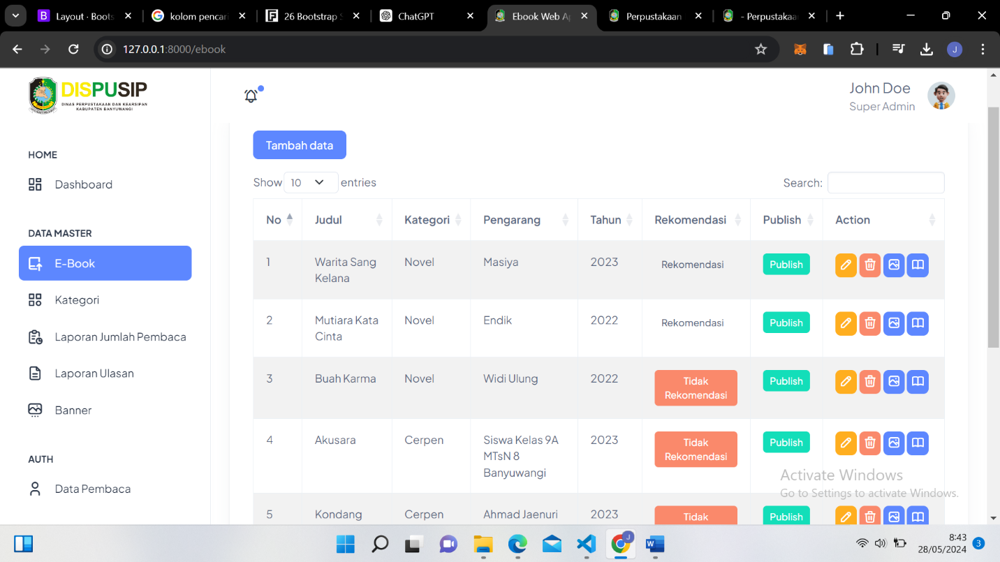 Layout · Boots
kolom pencari
26 Bootstrap S
ChatGPT
Ebook Web Ap
Perpustakaan
- Perpustakaa
127.0.0.1:8000/ebook
J
DISPUSIP
DINAS PERPUSTAKAAN DAN KEARSIPAN
KABUPATEN BANYUWANGI
John Doe
Super Admin
HOME
Dashboard
DATA MASTER
E-Book
Kategori
Laporan Jumlah Pembaca
Laporan Ulasan
Banner
AUTH
Data Pembaca
Tambah data
Show 10 entries
Search:
No Judul Kategori Pengarang Tahun Rekomendasi Publish Action
1 Warita Sang Novel Masiya 2023 Rekomendasi Publish
Kelana
2 Mutiara Kata Novel Endik 2022 Rekomendasi Publish
Cinta
3 Buah Karma Novel Widi Ulung 2022 Tidak Publish
Rekomendasi
4 Akusara Cerpen Siswa Kelas 9A 2023 Tidak Publish
MTsN 8 Rekomendasi
Banyuwangi
5 Kondang Cerpen Ahmad Jaenuri 2023 Tidak Publish
Activate Windows
Go to Settings to activate Windows.
8:43
28/05/2024
3